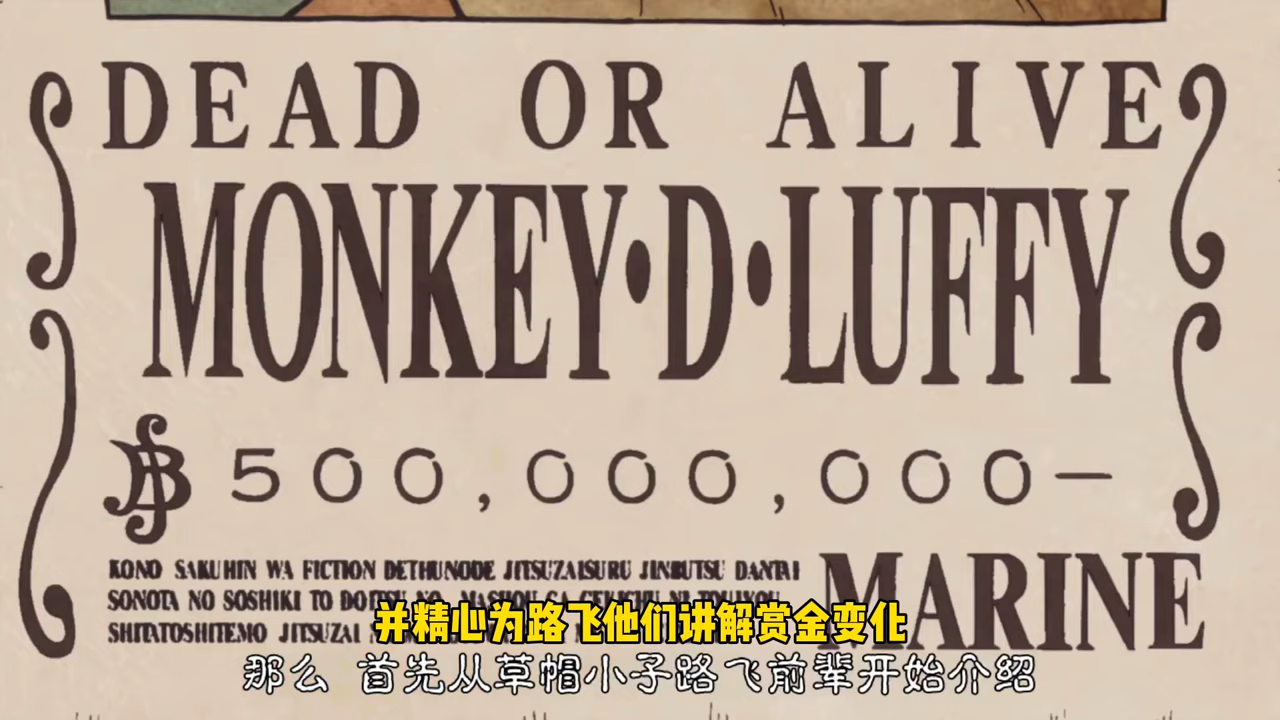 DEAD OR ALIVE
MONKEY•D•LUFFY
฿500,000,000—
KONO SAKUHIN WA FICTION DETHUNODE JITSUZAISURU JINBUTSU DANTAI
SONOTA NO SOSHIKI TO DOITSU NO
SHITATOSHITEMO JITSUZAI
MARINE
并精心为路飞他们讲解赏金变化
那么 首先从草帽小子路飞前辈开始介绍